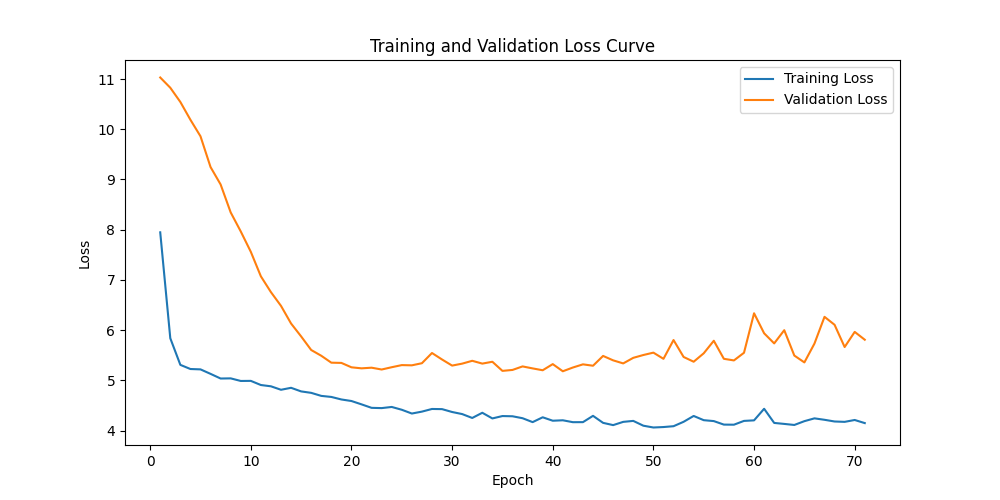 Training and Validation Loss Curve
Training Loss
Validation Loss
11
10
9
8
7
6
5
4
Loss
0 10 20 30 40 50 60 70
Epoch